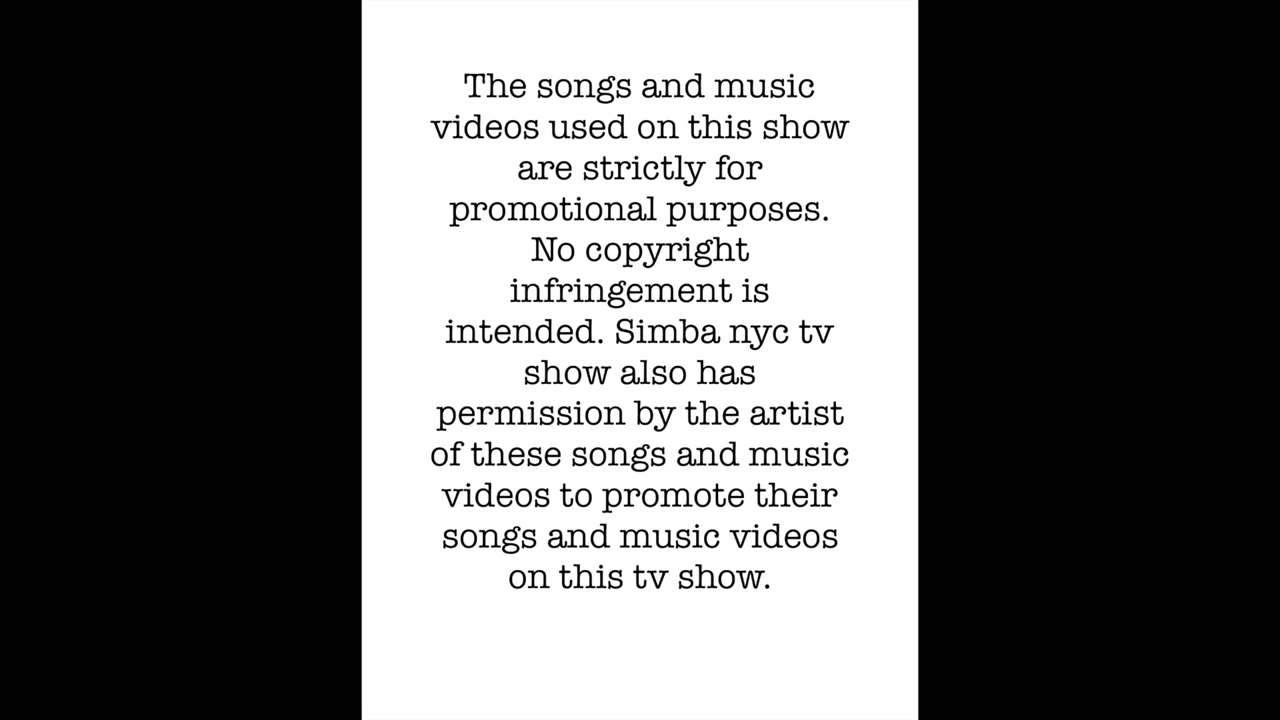 The songs and music
videos used on this show
are strictly for
promotional purposes.
No copyright
infringement is
intended. Simba nyc tv
show also has
permission by the artist
of these songs and music
videos to promote their
songs and music videos
on this tv show.